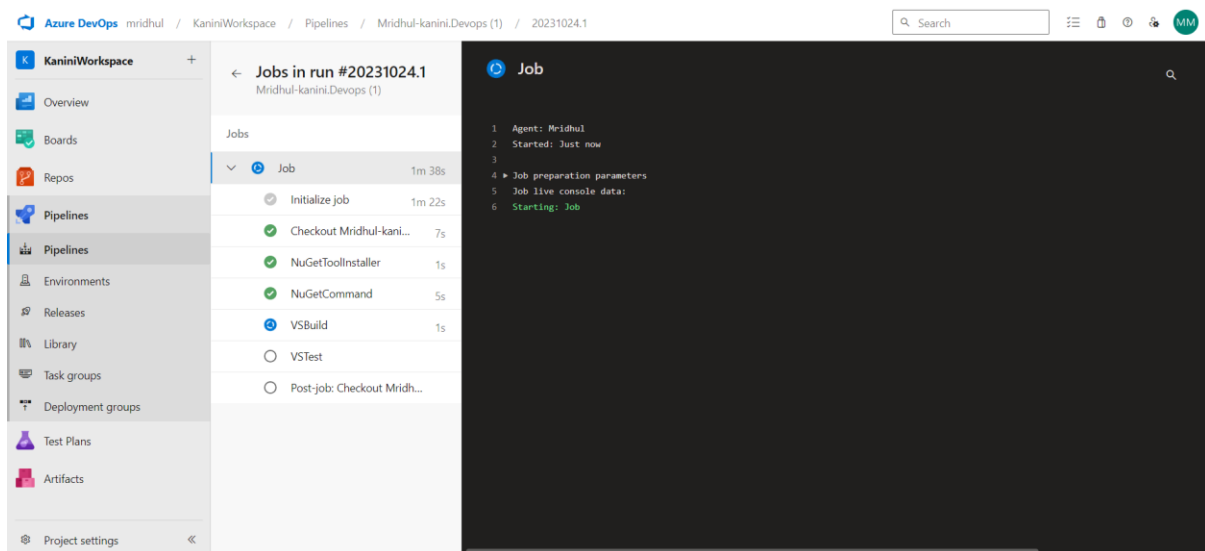 Azure DevOps mridhul / KaniniWorkspace / Pipelines / Mridhul-kanini.Devops (1) / 20231024.1
Search
MM
K KaniniWorkspace +
Overview
Boards
Repos
Pipelines
Pipelines
Environments
Releases
Library
Task groups
Deployment groups
Test Plans
Artifacts
Project settings
Jobs in run #20231024.1
Mridhul-kanini.Devops (1)
Jobs
Job 1m 38s
Initialize job 1m 22s
Checkout Mridhul-kani... 7s
NuGetToolInstaller 1s
NuGetCommand 5s
VSBuild 1s
VSTest
Post-job: Checkout Mridh...
Job
1 Agent: Mridhul
2 Started: Just now
3
4 Job preparation parameters
5 Job live console data:
6 Starting: Job